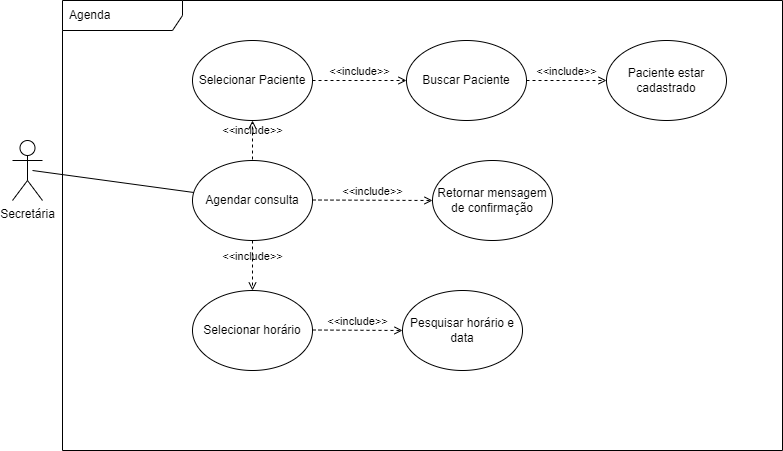 Agenda
Selecionar Paciente
<<include>>
Buscar Paciente
<<include>>
Paciente estar
cadastrado
<<include>>
Secretária
Agendar consulta
<<include>>
Retornar mensagem
de confirmação
<<include>>
Selecionar horário
<<include>>
Pesquisar horário e
data